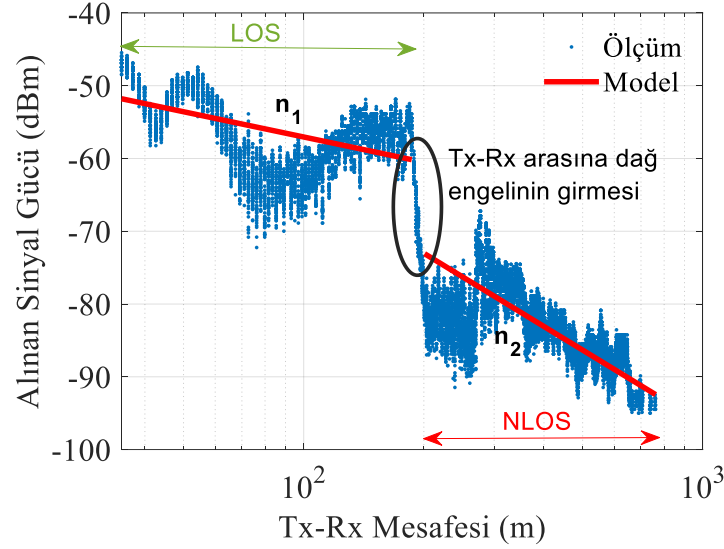 -40
-50
-60
-70
-80
-90
-100
Alınan Sinyal Gücü (dBm)
LOS
Ölçüm
Model
n1
Tx-Rx arasına dağ
engelinin girmesi
n2
NLOS
10^2
10^3
Tx-Rx Mesafesi (m)